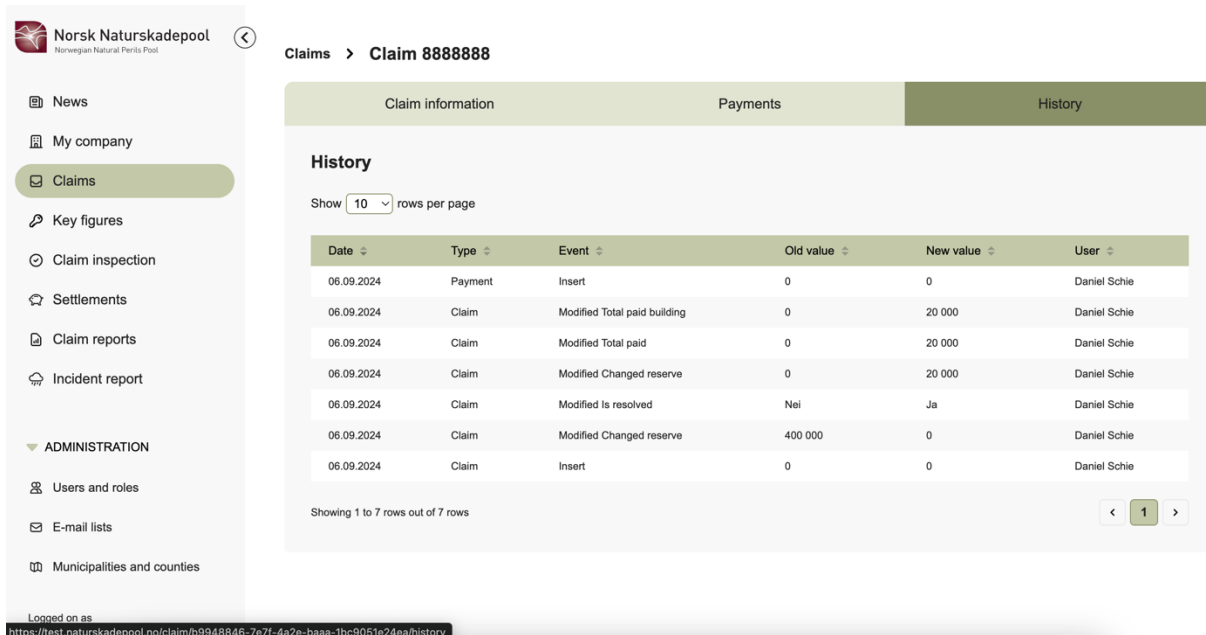 Norsk Naturskadepool
Norwegian Natural Perils Pool
News
My company
Claims
Key figures
Claim inspection
Settlements
Claim reports
Incident report
ADMINISTRATION
Users and roles
E-mail lists
Municipalities and counties
Logged on as
https://test.naturskadepool.no/claim/b9948846-7e7f-4a2e-baaa-1bc9051e24ea/history
Claims > Claim 8888888
Claim information Payments History
History
Show 10 rows per page
Date Type Event Old value New value User
06.09.2024 Payment Insert 0 0 Daniel Schie
06.09.2024 Claim Modified Total paid building 0 20 000 Daniel Schie
06.09.2024 Claim Modified Total paid 0 20 000 Daniel Schie
06.09.2024 Claim Modified Changed reserve 0 20 000 Daniel Schie
06.09.2024 Claim Modified Is resolved Nei Ja Daniel Schie
06.09.2024 Claim Modified Changed reserve 400 000 0 Daniel Schie
06.09.2024 Claim Insert 0 0 Daniel Schie
Showing 1 to 7 rows out of 7 rows
< 1 >